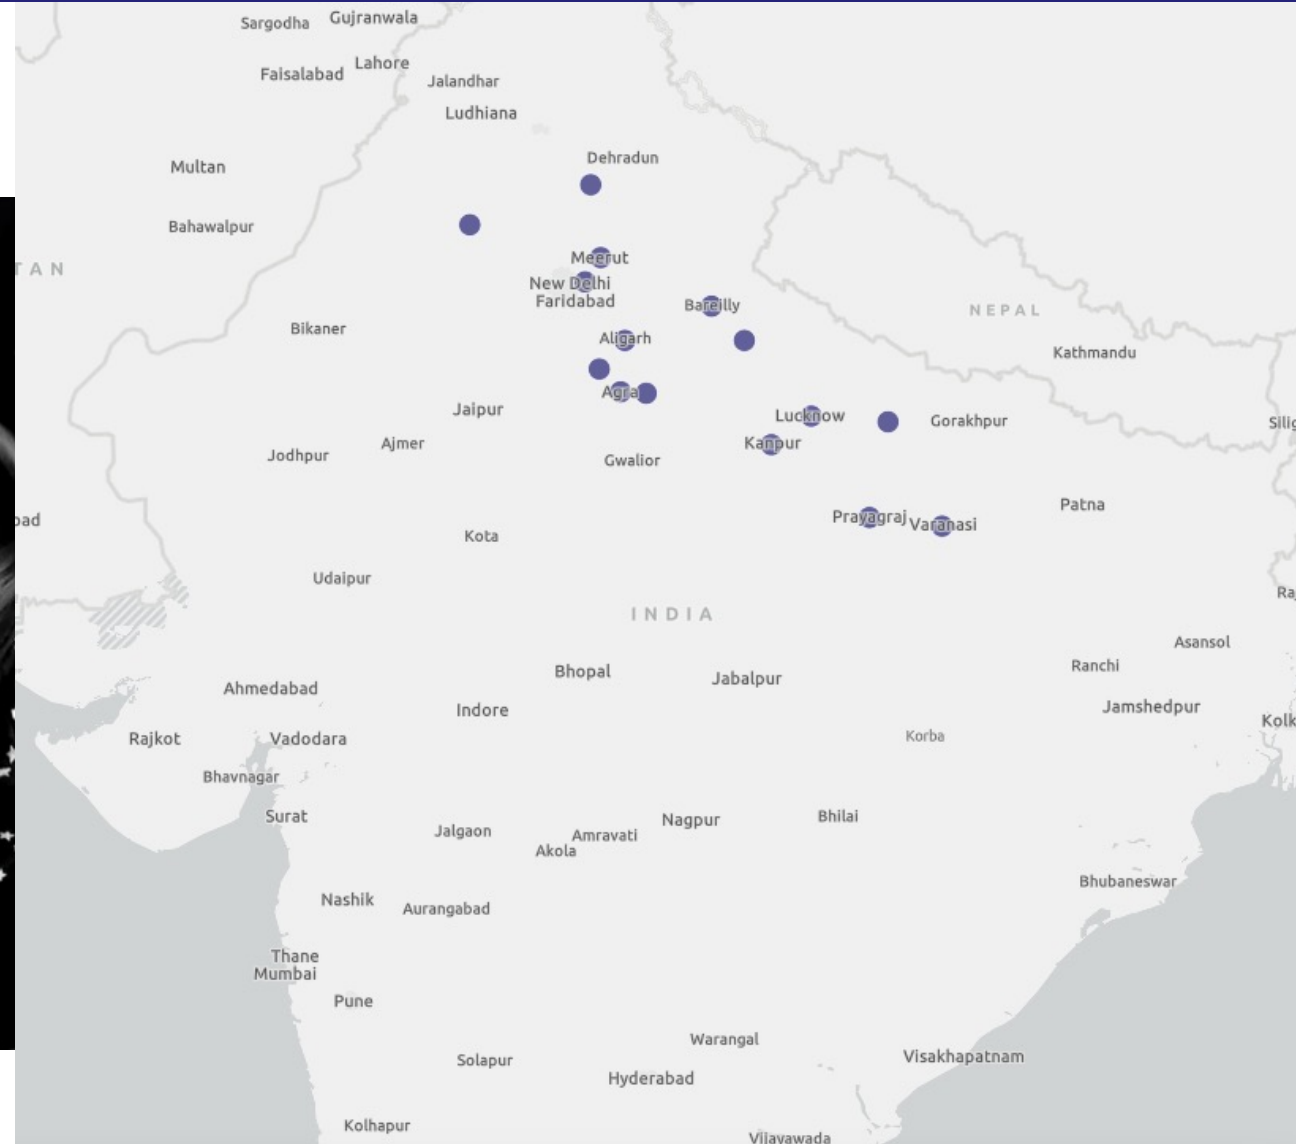 Sargodha Gujranwala
Lahore
Faisalabad
Jalandhar
Ludhiana
Dehradun
Multan
Bahawalpur
Meerut
TAN
New Delhi
Faridabad
Bareilly
NEPAL
Bikaner
Aligarh
Kathmandu
Agra
Jaipur
Lucknow
Gorakhpur
Silig
Ajmer
Kanpur
Jodhpur
Gwalior
Patna
Prayagraj
Varanasi
bad
Kota
Udaipur
Raj
INDIA
Asansol
Ranchi
Bhopal
Jabalpur
Ahmedabad
Jamshedpur
Indore
Kolk
Korba
Rajkot
Vadodara
Bhavnagar
Surat
Nagpur
Bhilai
Jalgaon
Amravati
Akola
Bhubaneswar
Nashik
Aurangabad
Thane
Mumbai
Pune
Warangal
Visakhapatnam
Solapur
Hyderabad
Kolhapur
Vijayawada